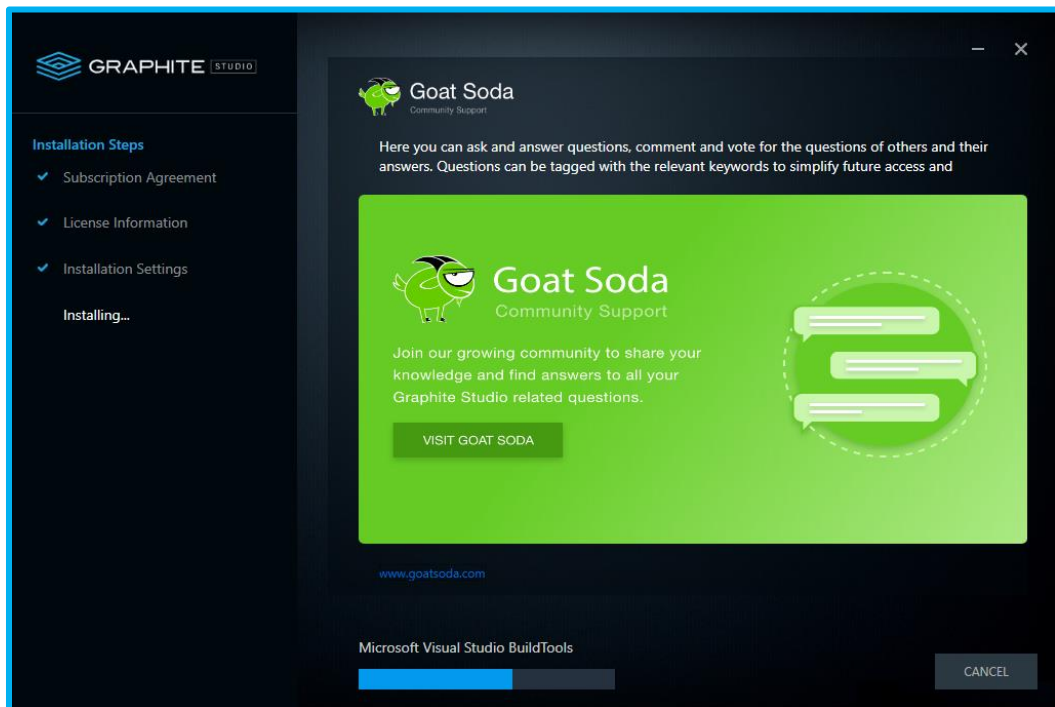 GRAPHITE STUDIO
Installation Steps
Subscription Agreement
License Information
Installation Settings
Installing...
Goat Soda
Community Support
Here you can ask and answer questions, comment and vote for the questions of others and their
answers. Questions can be tagged with the relevant keywords to simplify future access and
Goat Soda
Community Support
Join our growing community to share your
knowledge and find answers to all your
Graphite Studio related questions.
VISIT GOAT SODA
www.goatsoda.com
Microsoft Visual Studio BuildTools
CANCEL